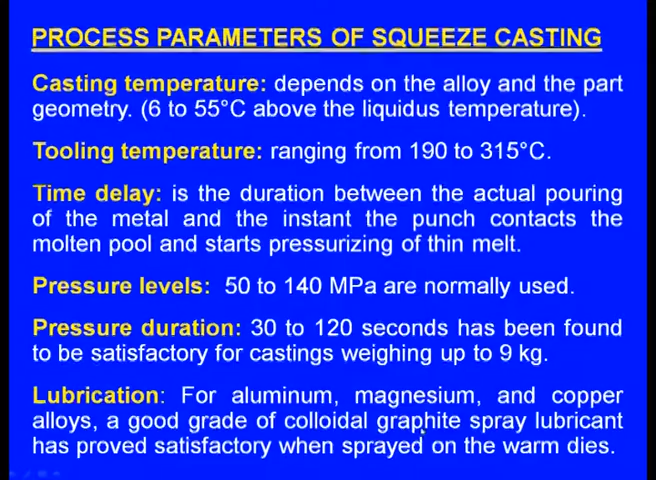 PROCESS PARAMETERS OF SQUEEZE CASTING
Casting temperature: depends on the alloy and the part
geometry. (6 to 55°C above the liquidus temperature).
Tooling temperature: ranging from 190 to 315°C.
Time delay: is the duration between the actual pouring
of the metal and the instant the punch contacts the
molten pool and starts pressurizing of thin melt.
Pressure levels: 50 to 140 MPa are normally used.
Pressure duration: 30 to 120 seconds has been found
to be satisfactory for castings weighing up to 9 kg.
Lubrication: For aluminum, magnesium, and copper
alloys, a good grade of colloidal graphite spray lubricant
has proved satisfactory when sprayed on the warm dies.